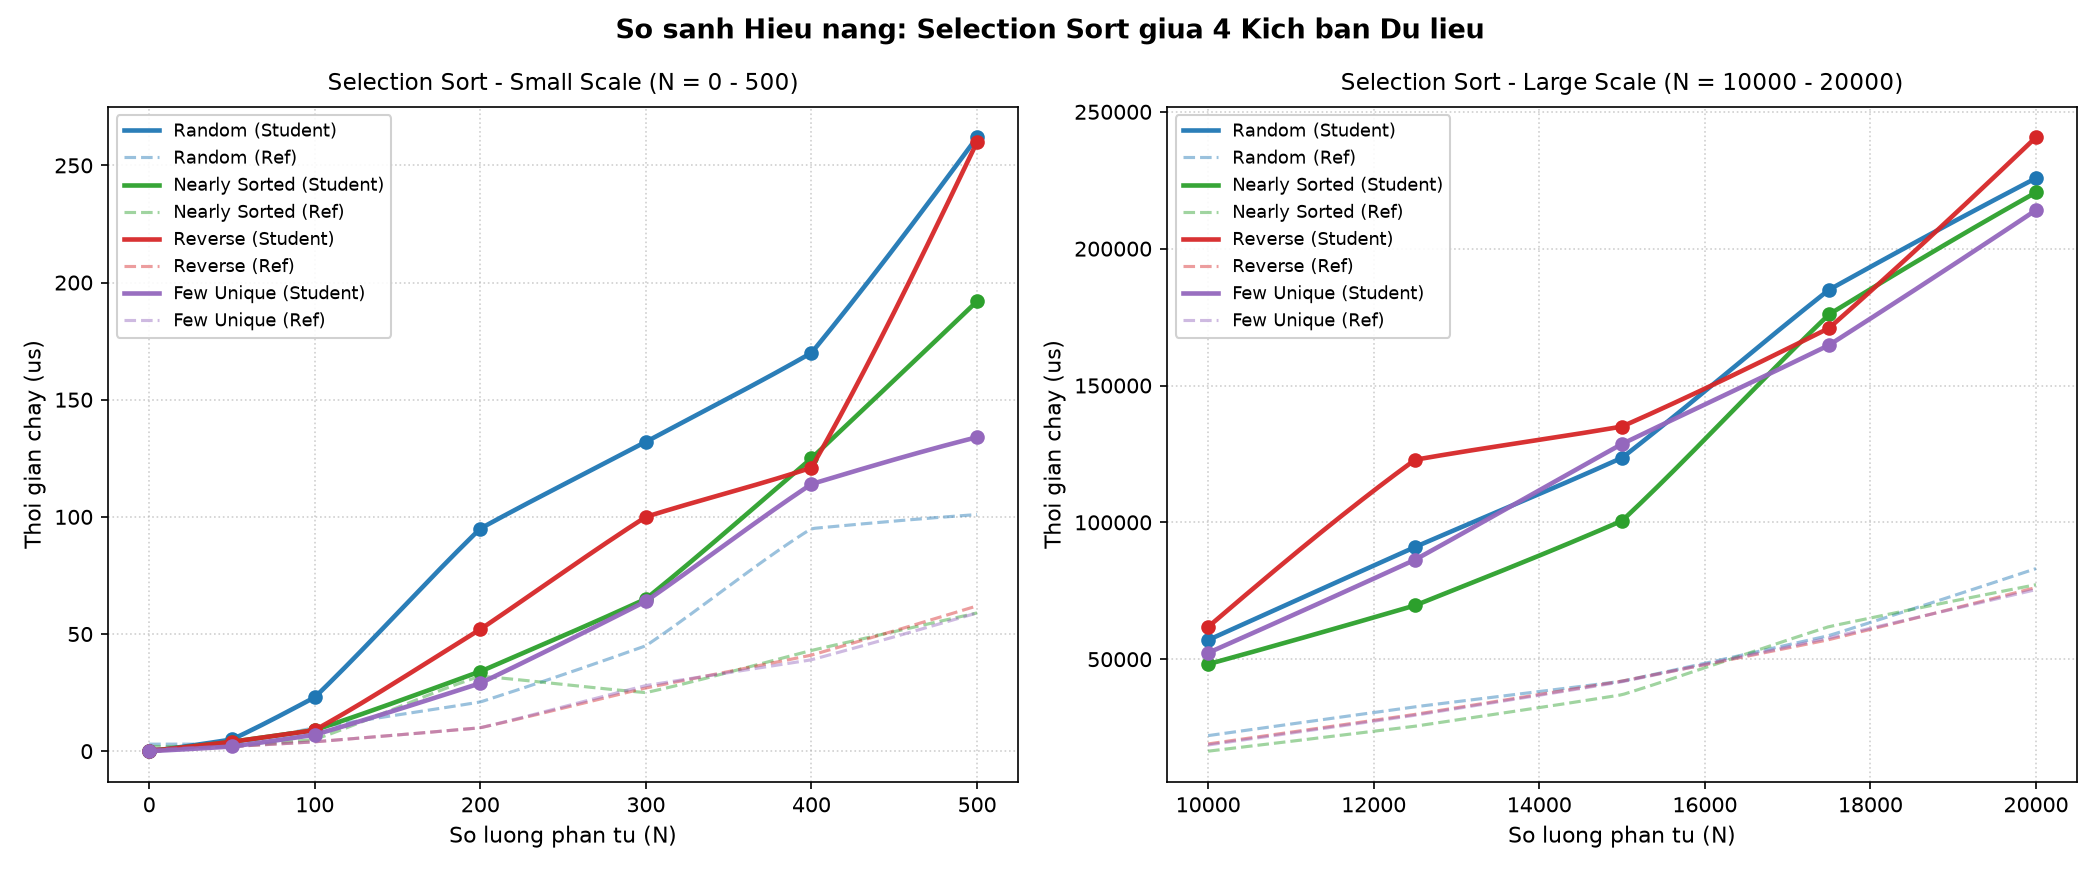 So sanh Hieu nang: Selection Sort giua 4 Kich ban Du lieu
Selection Sort - Small Scale (N = 0 - 500)
Random (Student)
Random (Ref)
Nearly Sorted (Student)
Nearly Sorted (Ref)
Reverse (Student)
Reverse (Ref)
Few Unique (Student)
Few Unique (Ref)
Thoi gian chay (us)
250
200
150
100
50
0
0 100 200 300 400 500
So luong phan tu (N)
Selection Sort - Large Scale (N = 10000 - 20000)
Random (Student)
Random (Ref)
Nearly Sorted (Student)
Nearly Sorted (Ref)
Reverse (Student)
Reverse (Ref)
Few Unique (Student)
Few Unique (Ref)
Thoi gian chay (us)
250000
200000
150000
100000
50000
10000 12000 14000 16000 18000 20000
So luong phan tu (N)